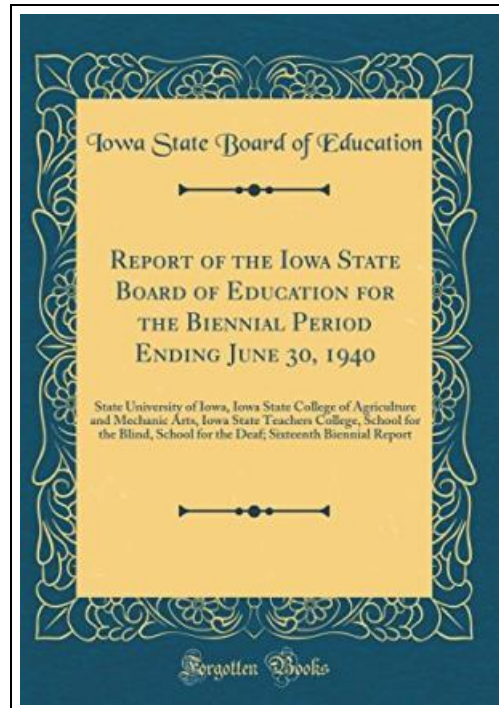 Iowa State Board of Education
Report of the Iowa State
Board of Education for
the Biennial Period
Ending June 30, 1940
State University of Iowa, Iowa State College of Agriculture
and Mechanic Arts, Iowa State Teachers College, School for
the Blind, School for the Deaf; Sixteenth Biennial Report
Forgotten Books